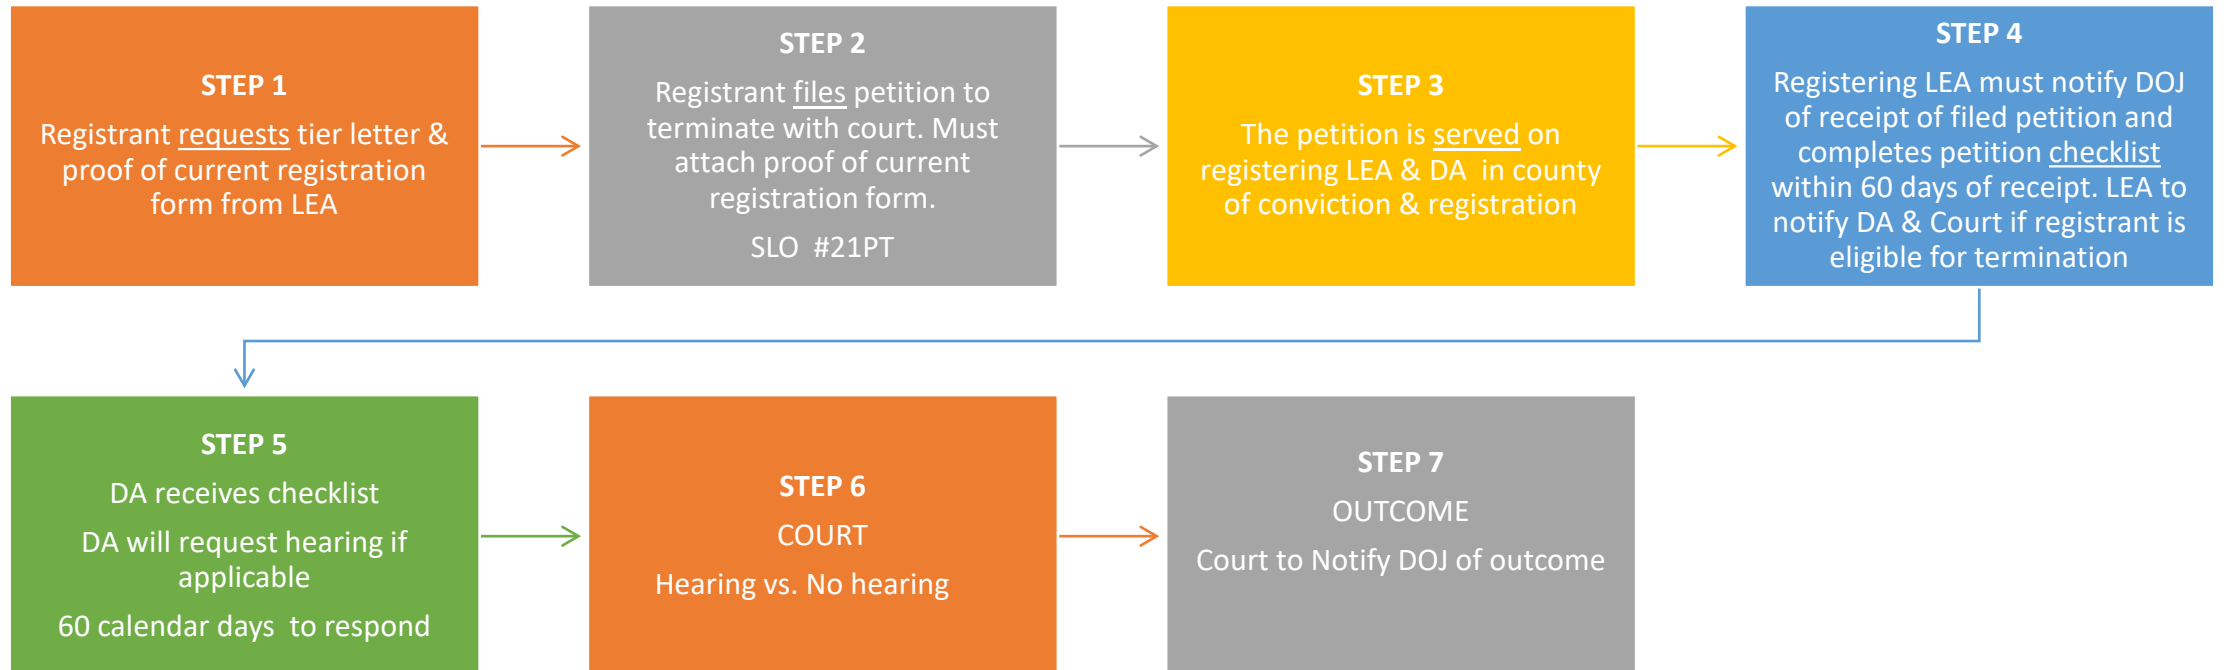 STEP 1
Registrant requests tier letter &
proof of current registration
form from LEA
STEP 2
Registrant files petition to
terminate with court. Must
attach proof of current
registration form.
SLO #21PT
STEP 3
The petition is served on
registering LEA & DA in county
of conviction & registration
STEP 4
Registering LEA must notify DOJ
of receipt of filed petition and
completes petition checklist
within 60 days of receipt. LEA to
notify DA & Court if registrant is
eligible for termination
STEP 5
DA receives checklist
DA will request hearing if
applicable
60 calendar days to respond
STEP 6
COURT
Hearing vs. No hearing
STEP 7
OUTCOME
Court to Notify DOJ of outcome